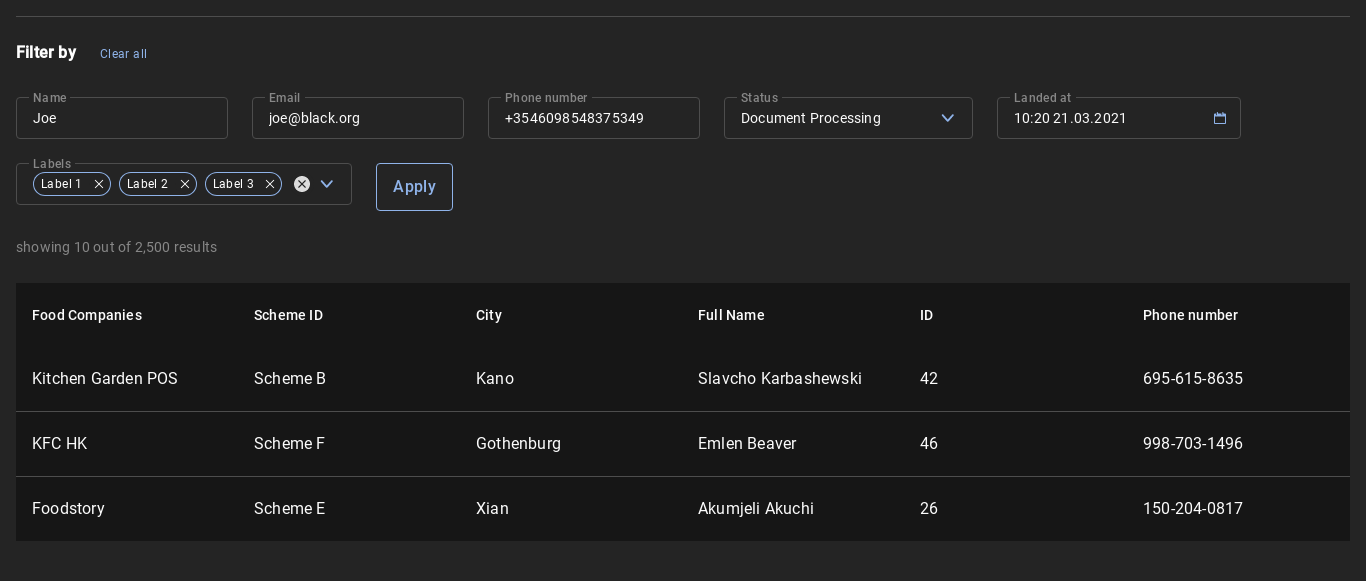 Filter by Clear all
Name Email Phone number Status Landed at
Joe joe@black.org +3546098548375349 Document Processing 10:20 21.03.2021
Labels
Label 1 Label 2 Label 3 Apply
showing 10 out of 2,500 results
Food Companies Scheme ID City Full Name ID Phone number
Kitchen Garden POS Scheme B Kano Slavcho Karbashewski 42 695-615-8635
KFC HK Scheme F Gothenburg Emlen Beaver 46 998-703-1496
Foodstory Scheme E Xian Akumjeli Akuchi 26 150-204-0817